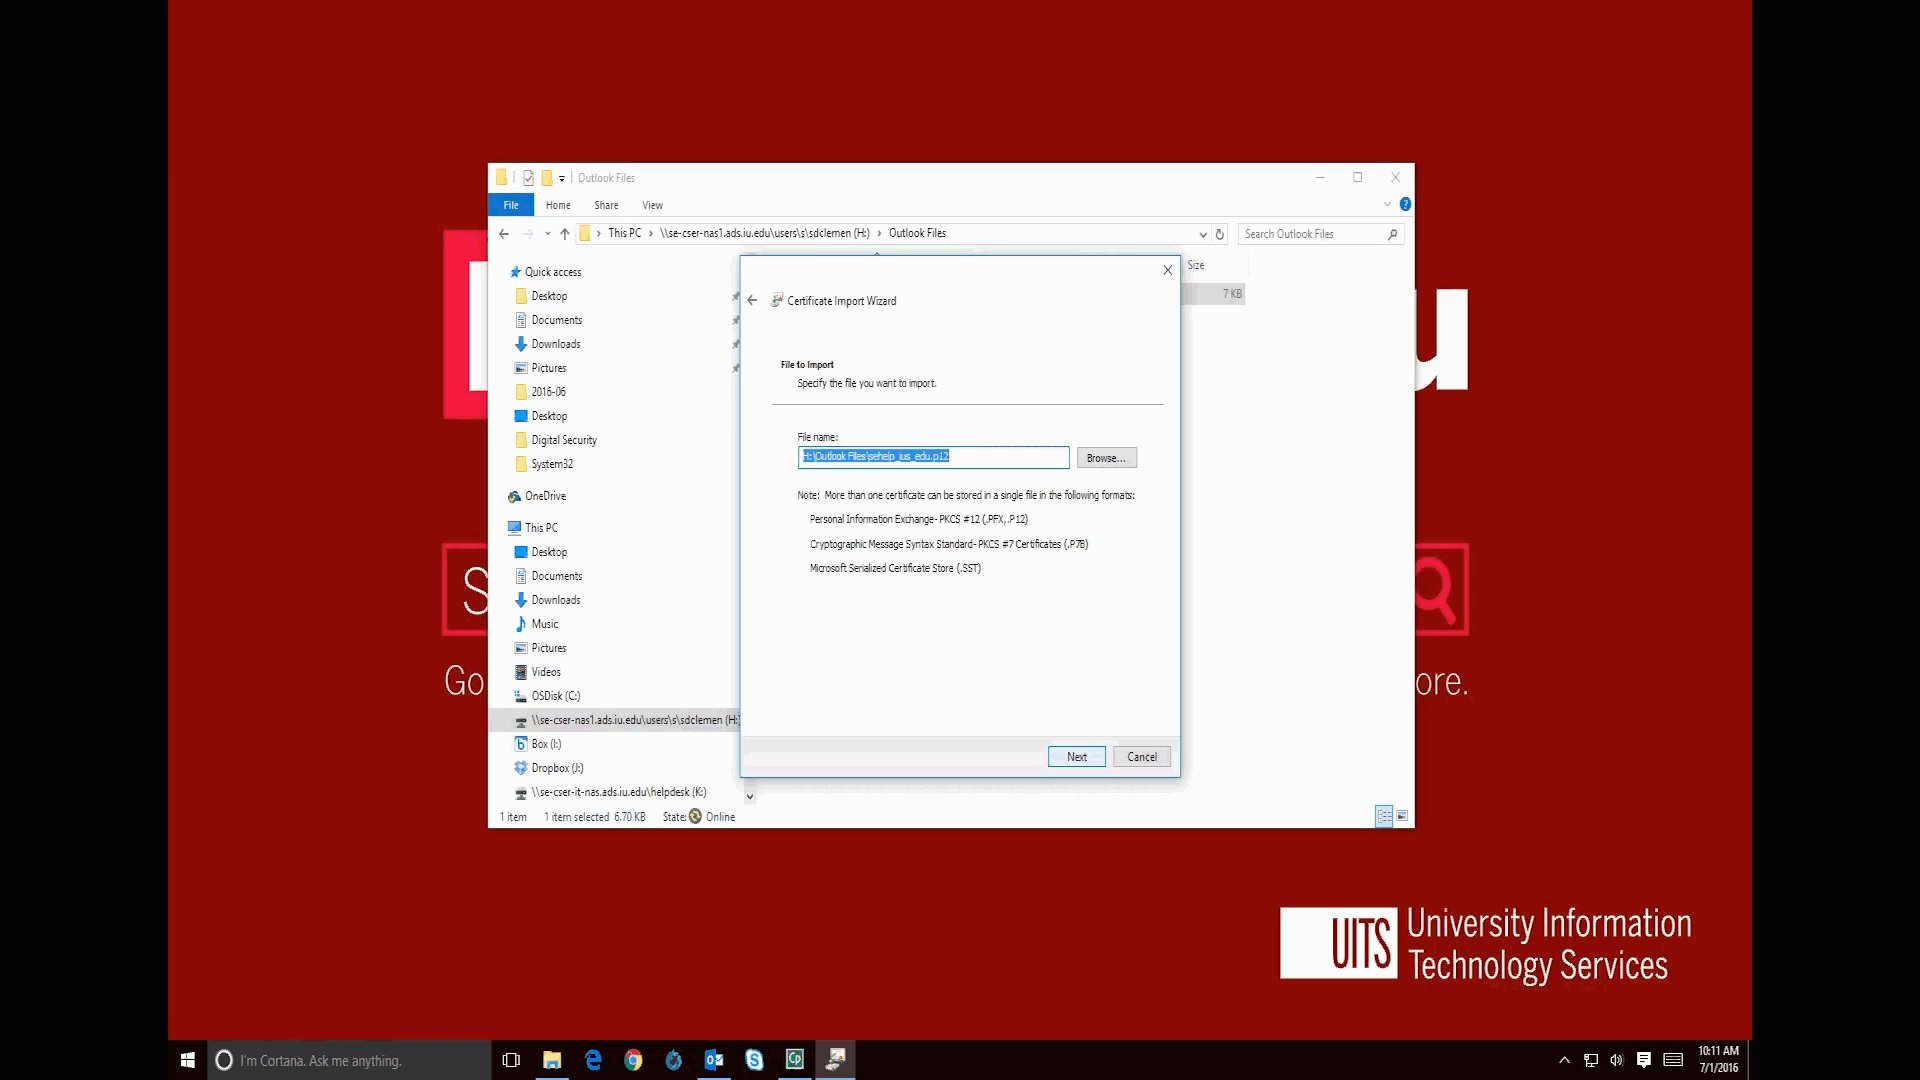 Outlook Files
File Home Share View
This PC \\se-cser-nas1.ads.iu.edu\users\s\sdclemen (H:) Outlook Files
Search Outlook Files
Size
7 KB
Quick access
Desktop
Documents
Downloads
Pictures
2016-06
Desktop
Digital Security
System32
OneDrive
This PC
Desktop
Documents
Downloads
Music
Pictures
Videos
OSDisk (C:)
\\se-cser-nas1.ads.iu.edu\users\s\sdclemen (H:)
Box (I:)
Dropbox (J:)
\\se-cser-it-nas.ads.iu.edu\helpdesk (K:)
1 item 1 item selected 6.70 KB State: Online
Certificate Import Wizard
File to Import
Specify the file you want to import.
File name:
H:\Outlook Files\sehelp_ius_edu.p12
Browse...
Note: More than one certificate can be stored in a single file in the following formats:
Personal Information Exchange- PKCS #12 (.PFX,.P12)
Cryptographic Message Syntax Standard- PKCS #7 Certificates (.P7B)
Microsoft Serialized Certificate Store (.SST)
Next Cancel
u
S
Go
ore.
UITS
University Information
Technology Services
I'm Cortana. Ask me anything.
10:11 AM
7/1/2016